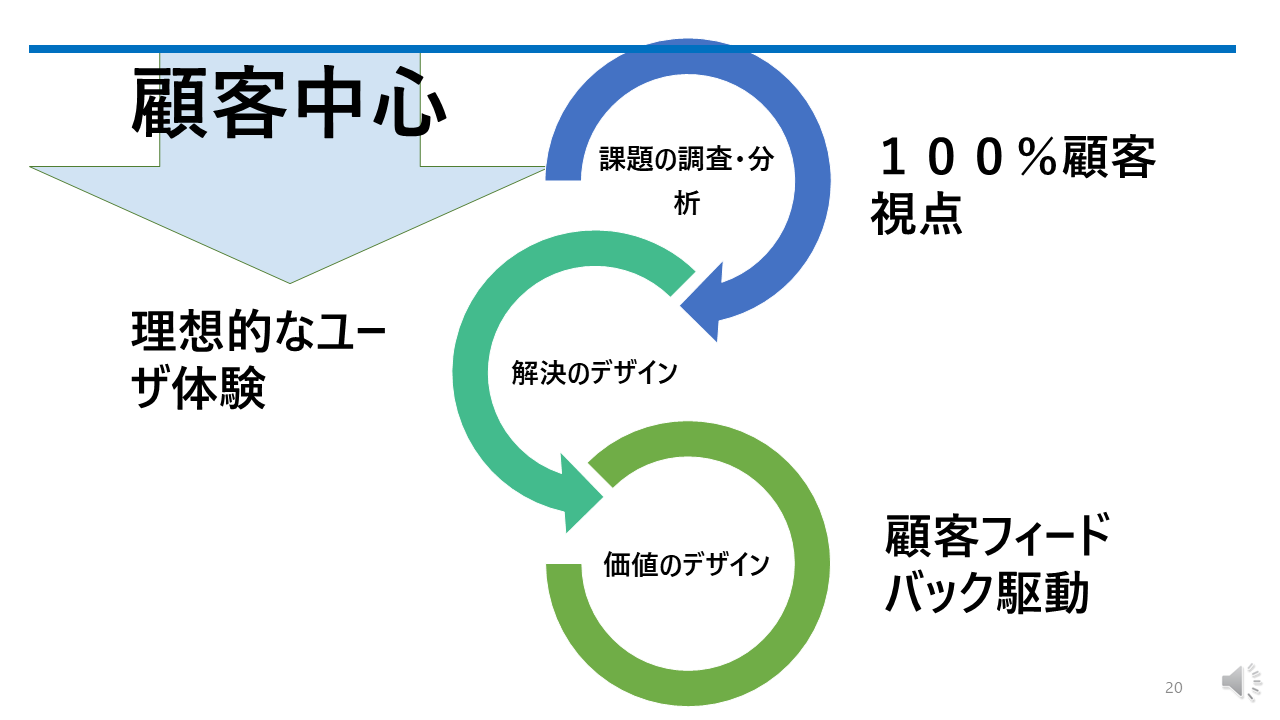 顧客中心
課題の調査・分
析
１００％顧客
視点
理想的なユー
ザ体験
解決のデザイン
価値のデザイン
顧客フィード
バック駆動
20